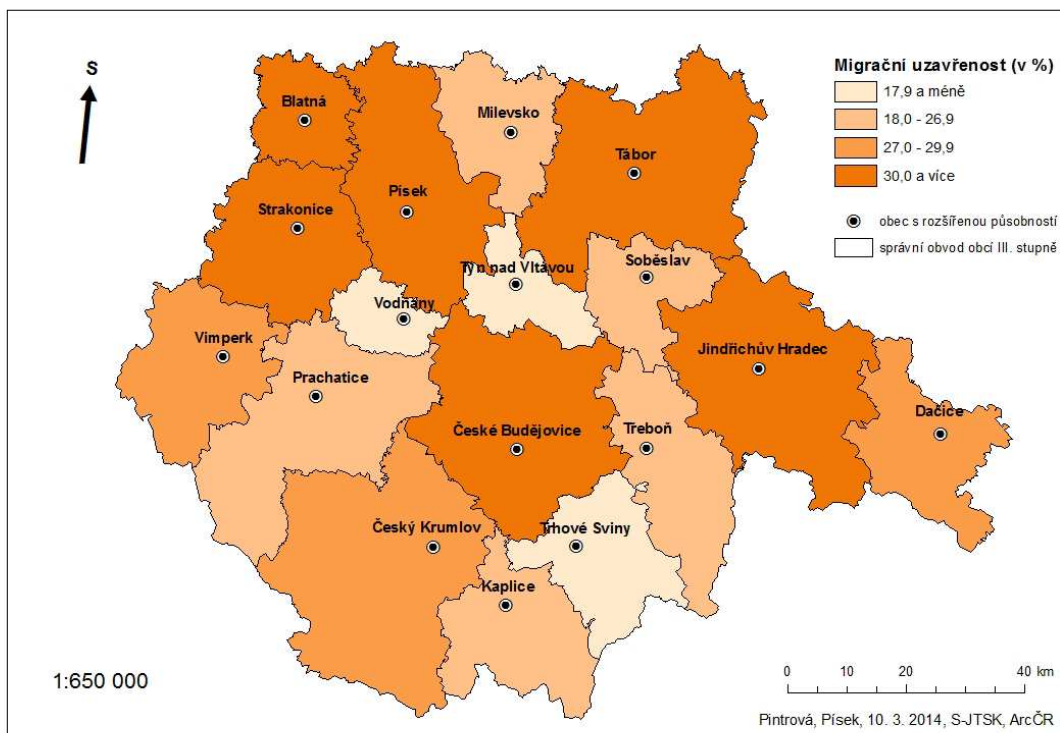 S
Migrační uzavřenost (v %)
17,9 a méně
18,0 - 26,9
27,0 - 29,9
30,0 a více
obec s rozšířenou působností
správní obvod obcí III. stupně
Blatná
Milevsko
Tábor
Písek
Strakonice
Týn nad Vltavou
Soběslav
Vodňany
Vimperk
Jindřichův Hradec
Prachatice
Dačice
České Budějovice
Třeboň
Český Krumlov
Trhové Sviny
Kaplice
1:650 000
0 10 20 40 km
Pintrová, Písek, 10. 3. 2014, S-JTSK, ArcČR